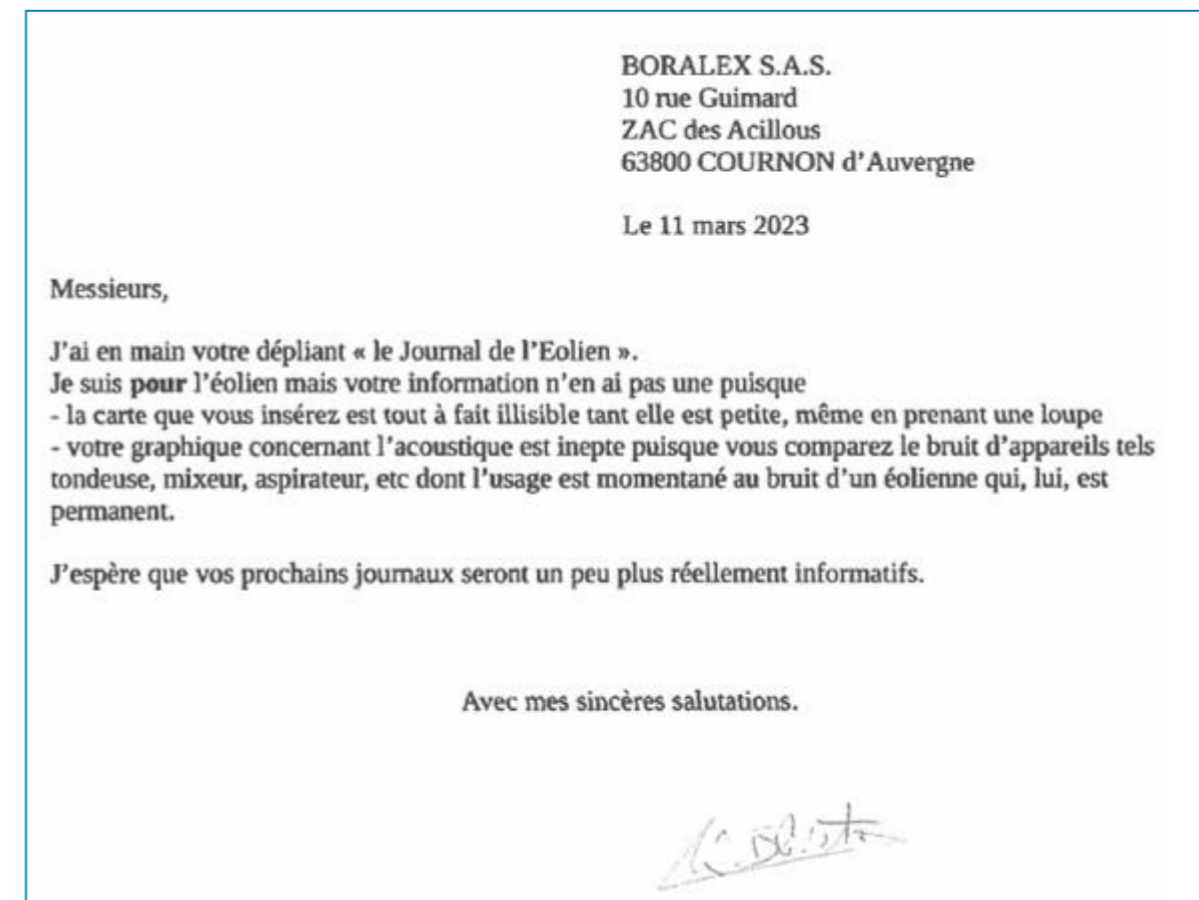 BORALEX S.A.S.
10 rue Guimard
ZAC des Acillous
63800 COURNON d'Auvergne
Le 11 mars 2023
Messieurs,
J'ai en main votre dépliant « le Journal de l'Eolien ».
Je suis pour l'éolien mais votre information n'en ai pas une puisque
- la carte que vous insérez est tout à fait illisible tant elle est petite, même en prenant une loupe
- votre graphique concernant l'acoustique est inepte puisque vous comparez le bruit d'appareils tels
tondeuse, mixeur, aspirateur, etc dont l'usage est momentané au bruit d'un éolienne qui, lui, est
permanent.
J'espère que vos prochains journaux seront un peu plus réellement informatifs.
Avec mes sincères salutations.